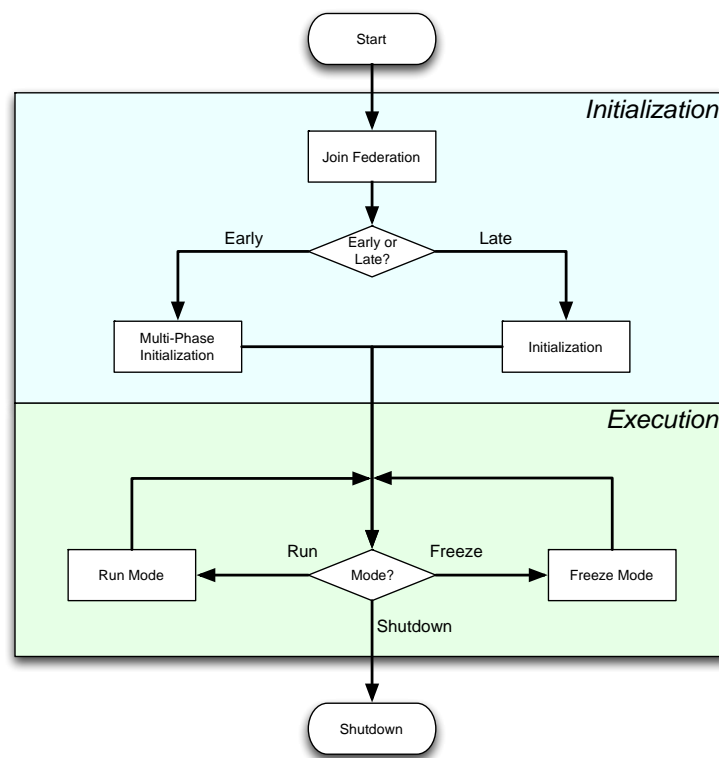 Start
Initialization
Join Federation
Early
Early or
Late?
Late
Multi-Phase
Initialization
Initialization
Execution
Run
Freeze
Run Mode
Mode?
Freeze Mode
Shutdown
Shutdown